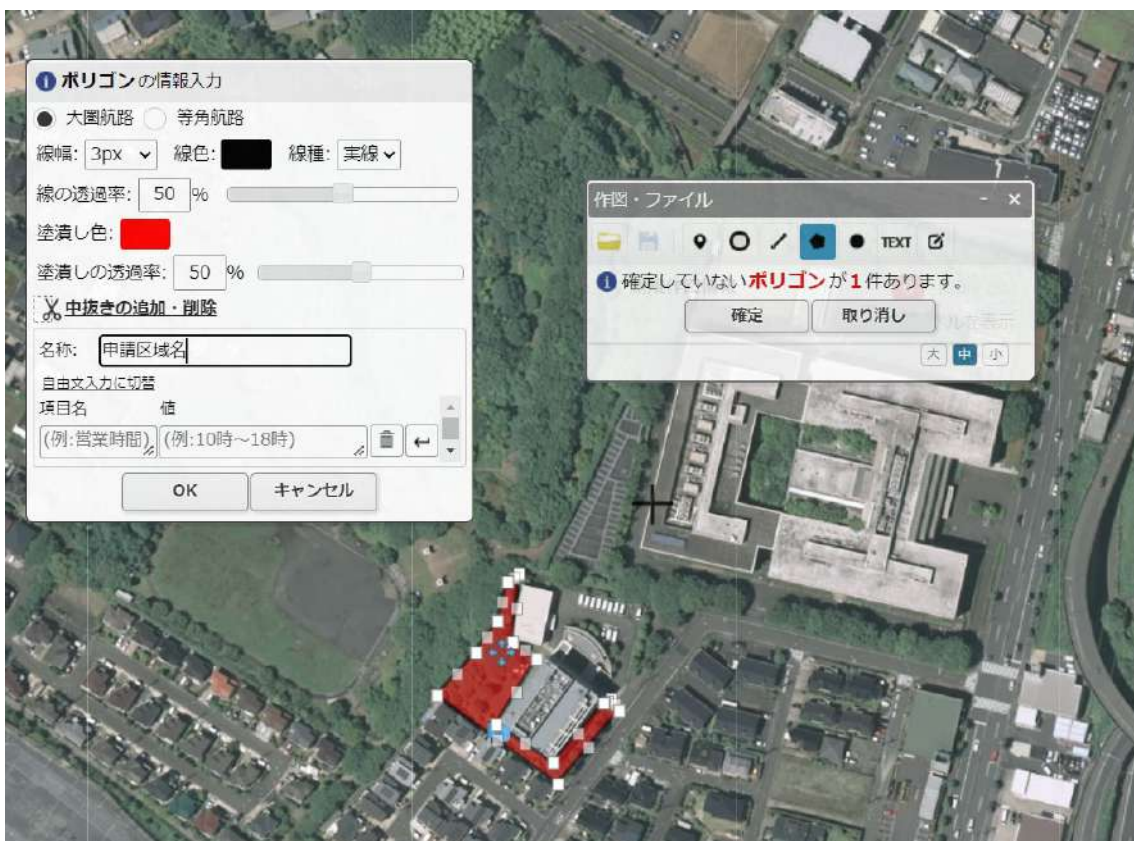 ポリゴンの情報入力
大圏航路 等角航路
線幅: 3px 線色: 線種: 実線
線の透過率: 50 %
塗潰し色:
塗潰しの透過率: 50 %
中抜きの追加・削除
名称: 申請区域名
自由文入力に切替
項目名 値
(例:営業時間) (例:10時～18時)
OK キャンセル
作図・ファイル - ×
TEXT
確定していないポリゴンが1件あります。
確定 取り消し
ルを表示
大 中 小